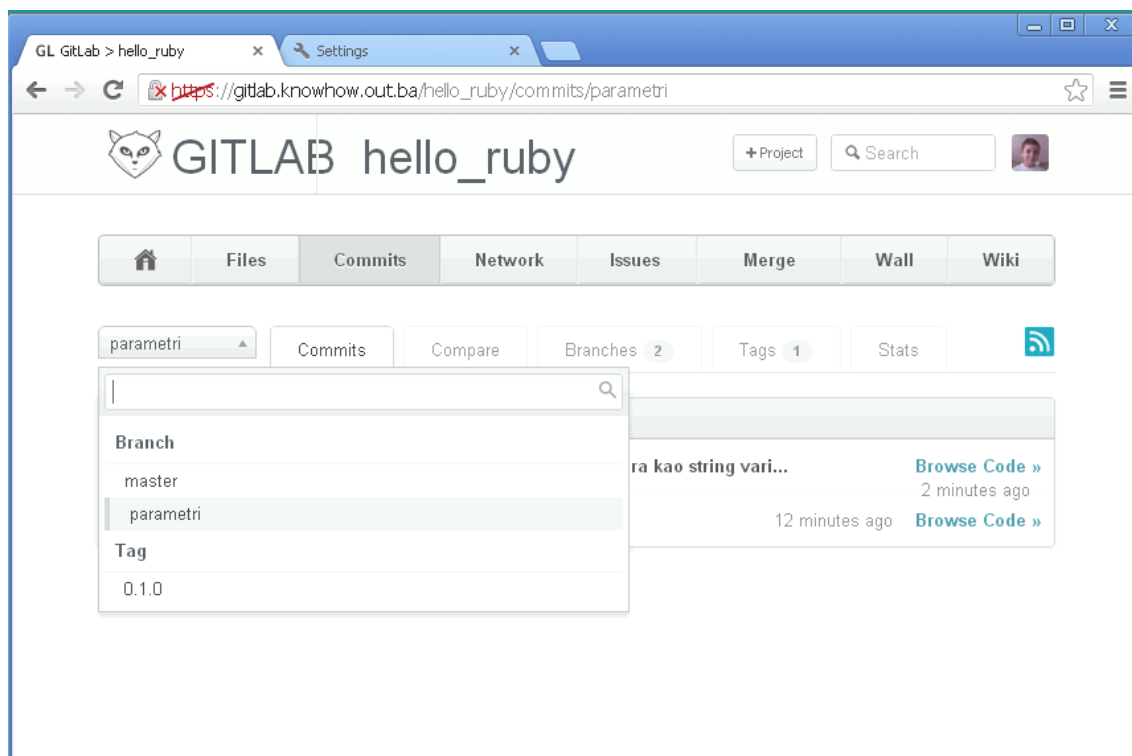 GL GitLab > hello_ruby
Settings
https://gitlab.knowhow.out.ba/hello_ruby/commits/parametri
GITLAB hello_ruby
+Project
Search
Files Commits Network Issues Merge Wall Wiki
parametri Commits Compare Branches 2 Tags 1 Stats
Branch
master
parametri
Tag
0.1.0
ra kao string vari... Browse Code »
2 minutes ago
12 minutes ago Browse Code »